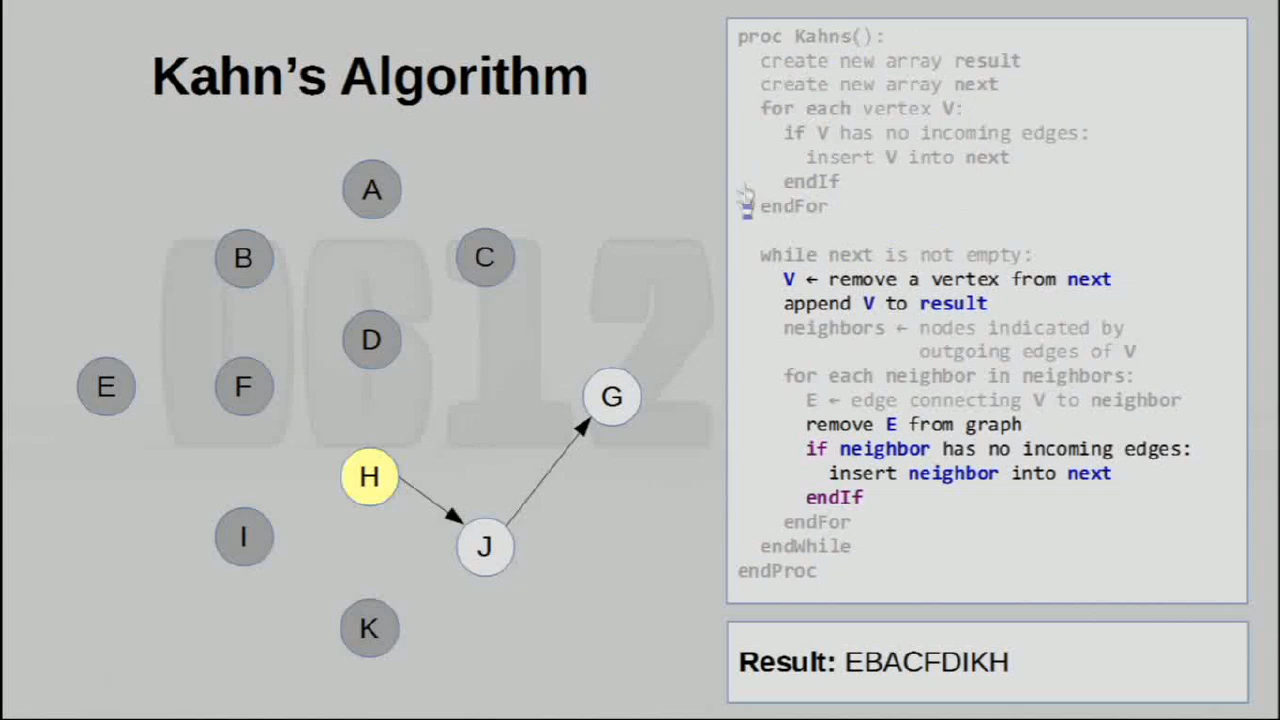 Kahn's Algorithm
A
B
C
D
E
F
G
H
I
J
K
0612
proc Kahns():
create new array result
create new array next
for each vertex V:
if V has no incoming edges:
insert V into next
endIf
endFor
while next is not empty:
V ← remove a vertex from next
append V to result
neighbors ← nodes indicated by
outgoing edges of V
for each neighbor in neighbors:
E ← edge connecting V to neighbor
remove E from graph
if neighbor has no incoming edges:
insert neighbor into next
endIf
endFor
endWhile
endProc
Result: EBACFDIKH